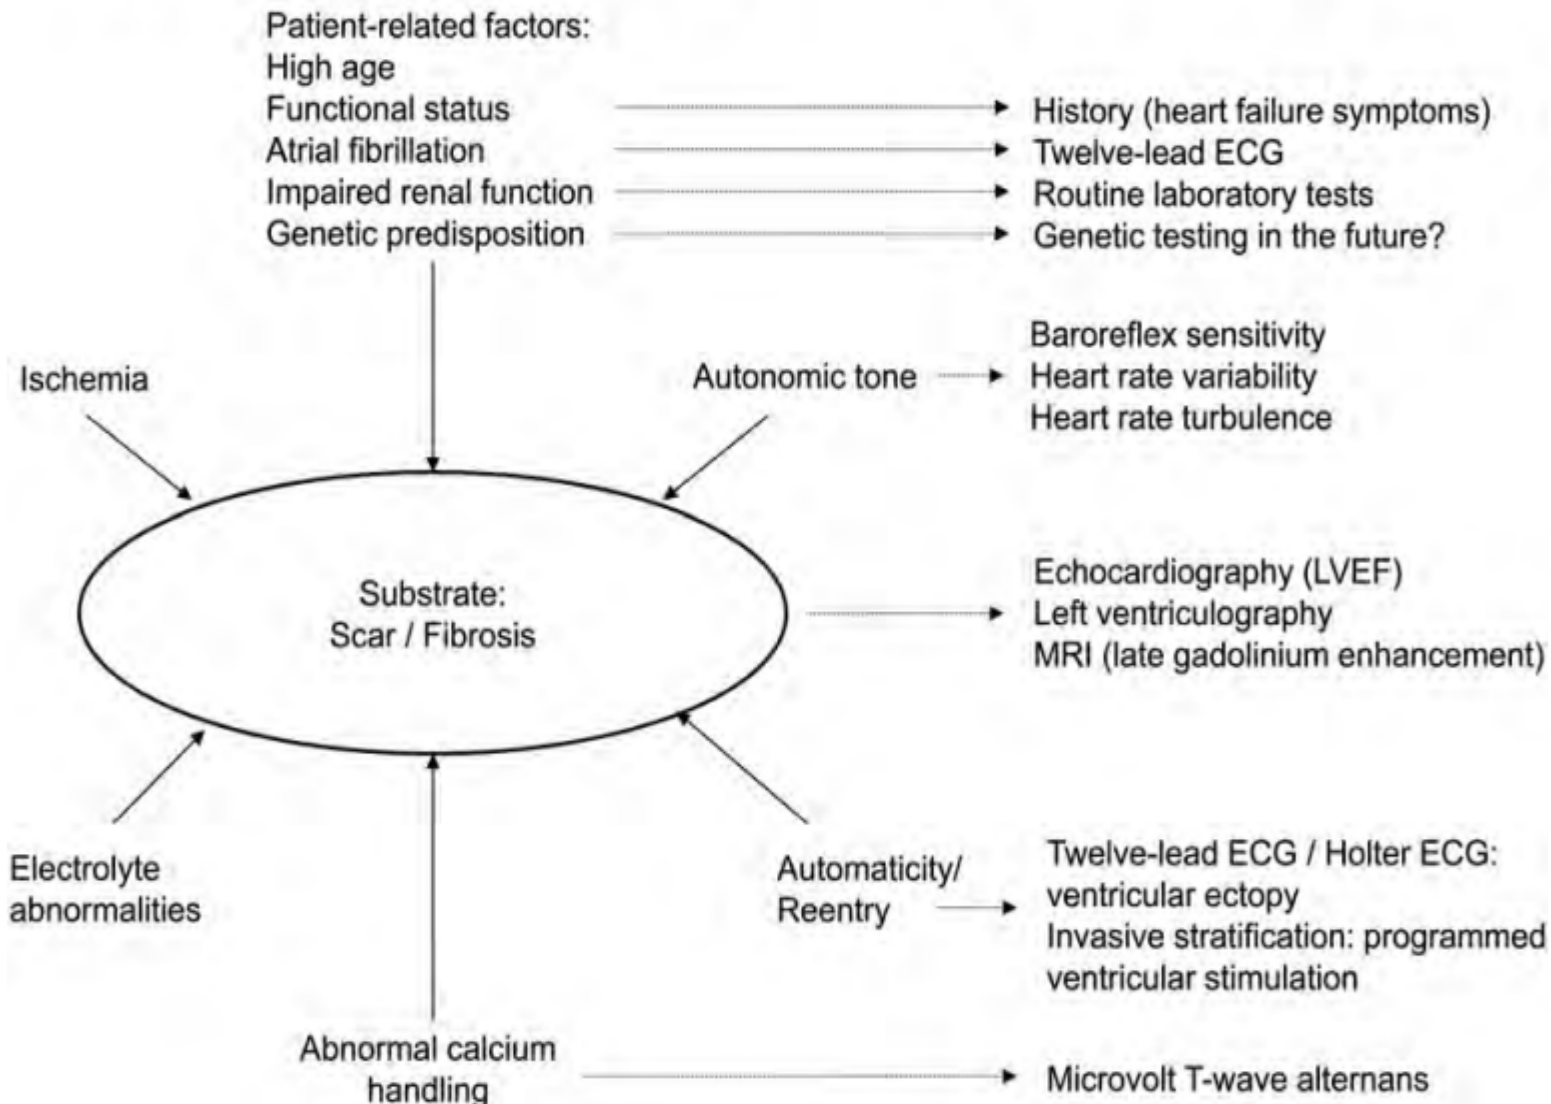 Patient-related factors:
High age
Functional status
Atrial fibrillation
Impaired renal function
Genetic predisposition
History (heart failure symptoms)
Twelve-lead ECG
Routine laboratory tests
Genetic testing in the future?
Ischemia
Autonomic tone
Baroreflex sensitivity
Heart rate variability
Heart rate turbulence
Substrate:
Scar / Fibrosis
Echocardiography (LVEF)
Left ventriculography
MRI (late gadolinium enhancement)
Electrolyte
abnormalities
Automaticity/
Reentry
Twelve-lead ECG / Holter ECG:
ventricular ectopy
Invasive stratification: programmed
ventricular stimulation
Abnormal calcium
handling
Microvolt T-wave alternans